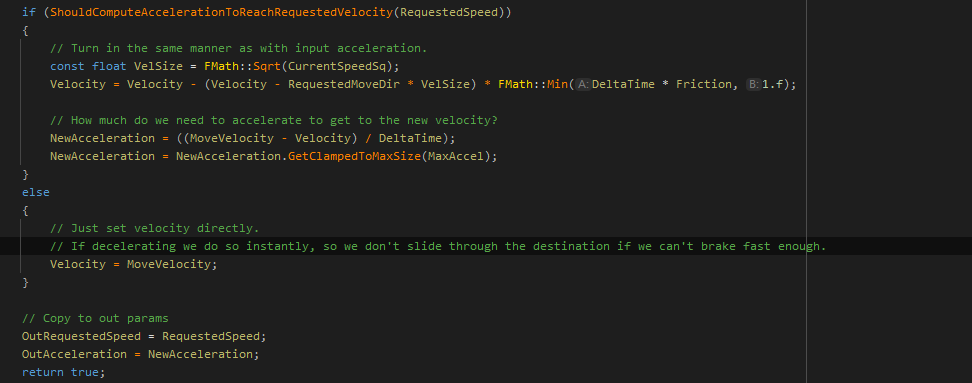 if (ShouldComputeAccelerationToReachRequestedVelocity(RequestedSpeed))
{
// Turn in the same manner as with input acceleration.
const float VelSize = FMath::Sqrt(CurrentSpeedSq);
Velocity = Velocity - (Velocity - RequestedMoveDir * VelSize) * FMath::Min(A:DeltaTime * Friction, B:1.f);
// How much do we need to accelerate to get to the new velocity?
NewAcceleration = ((MoveVelocity - Velocity) / DeltaTime);
NewAcceleration = NewAcceleration.GetClampedToMaxSize(MaxAccel);
}
else
{
// Just set velocity directly.
// If decelerating we do so instantly, so we don't slide through the destination if we can't brake fast enough.
Velocity = MoveVelocity;
}
// Copy to out params
OutRequestedSpeed = RequestedSpeed;
OutAcceleration = NewAcceleration;
return true;